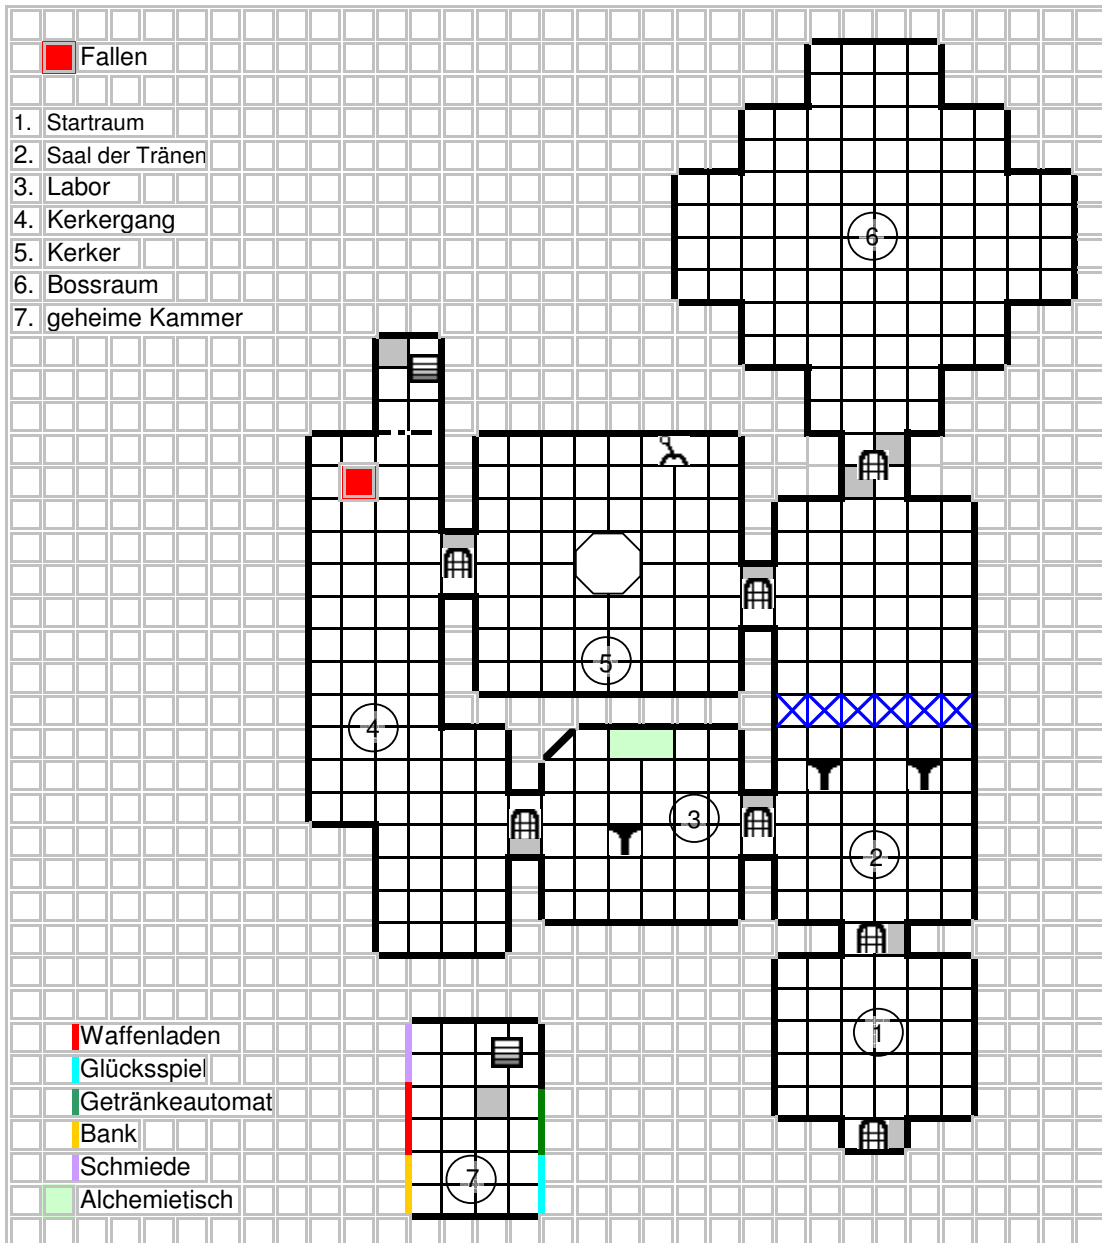 Fallen
1. Startraum
2. Saal der Tränen
3. Labor
4. Kerkergang
5. Kerker
6. Bossraum
7. geheime Kammer
6
5
4
3
2
1
7
Waffenladen
Glücksspiel
Getränkeautomat
Bank
Schmiede
Alchemietisch